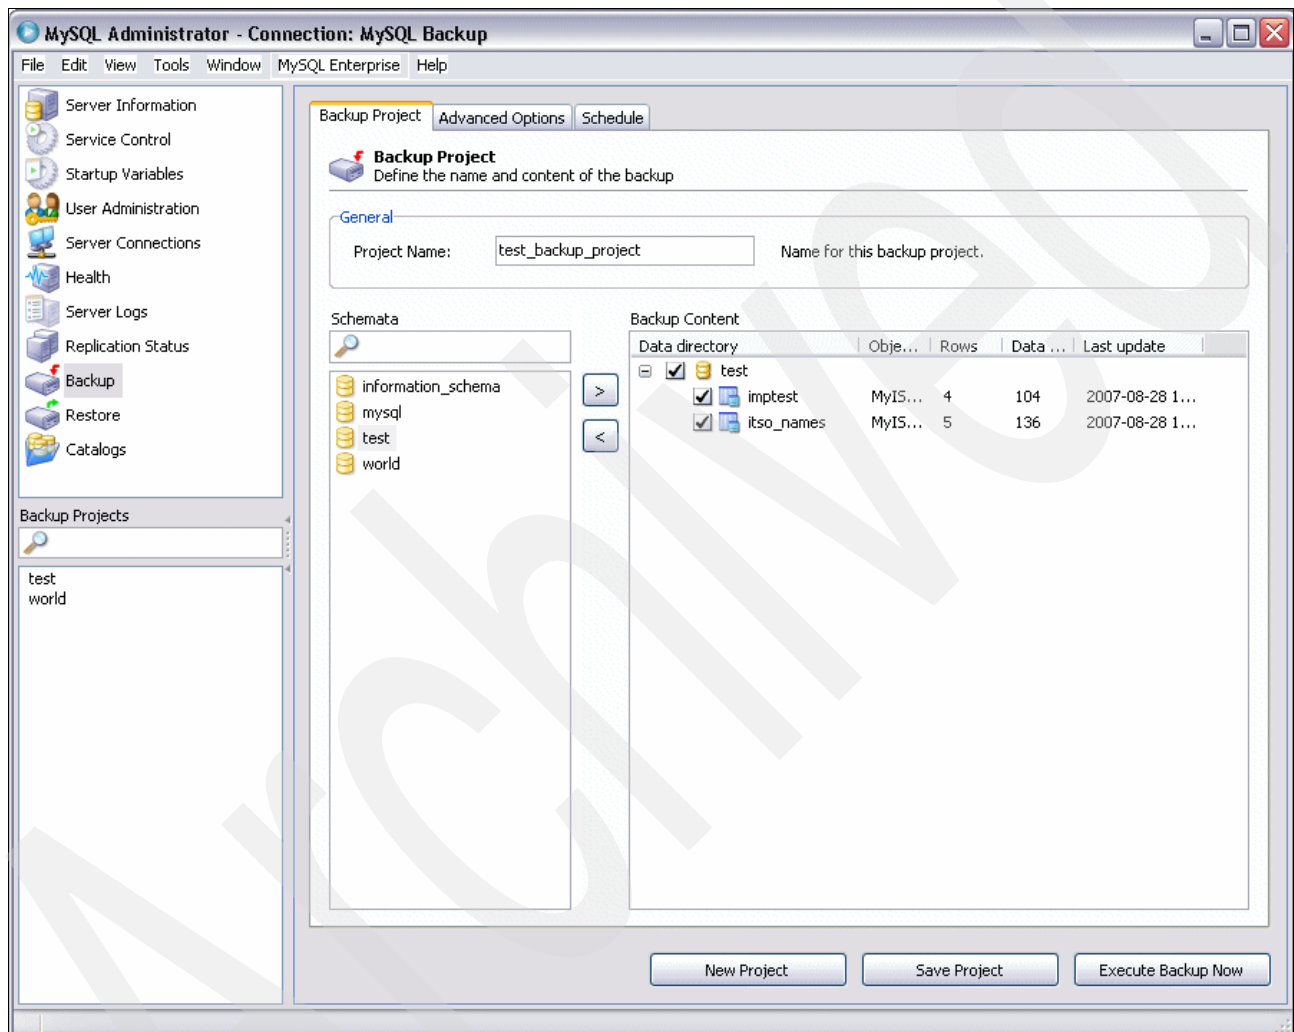 MySQL Administrator - Connection: MySQL Backup
File Edit View Tools Window MySQL Enterprise Help
Server Information
Service Control
Startup Variables
User Administration
Server Connections
Health
Server Logs
Replication Status
Backup
Restore
Catalogs
Backup Projects
test
world
Backup Project Advanced Options Schedule
Backup Project
Define the name and content of the backup
General
Project Name: test_backup_project Name for this backup project.
Schemata
information_schema
mysql
test
world
>
<
Backup Content
Data directory Obje... Rows Data ... Last update
test
imptest MyIS... 4 104 2007-08-28 1...
itso_names MyIS... 5 136 2007-08-28 1...
New Project Save Project Execute Backup Now
Archived